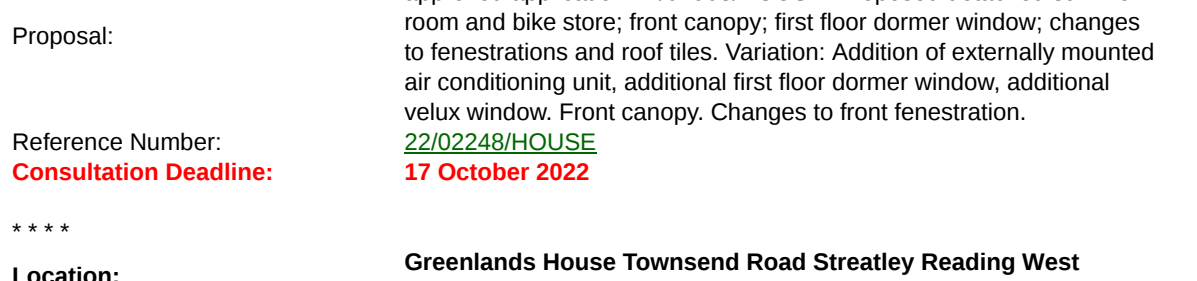 room and bike store; front canopy; first floor dormer window; changes
Proposal:
to fenestrations and roof tiles. Variation: Addition of externally mounted
air conditioning unit, additional first floor dormer window, additional
velux window. Front canopy. Changes to front fenestration.
Reference Number: 22/02248/HOUSE
Consultation Deadline: 17 October 2022
* * * *
Greenlands House Townsend Road Streatley Reading West
Location: